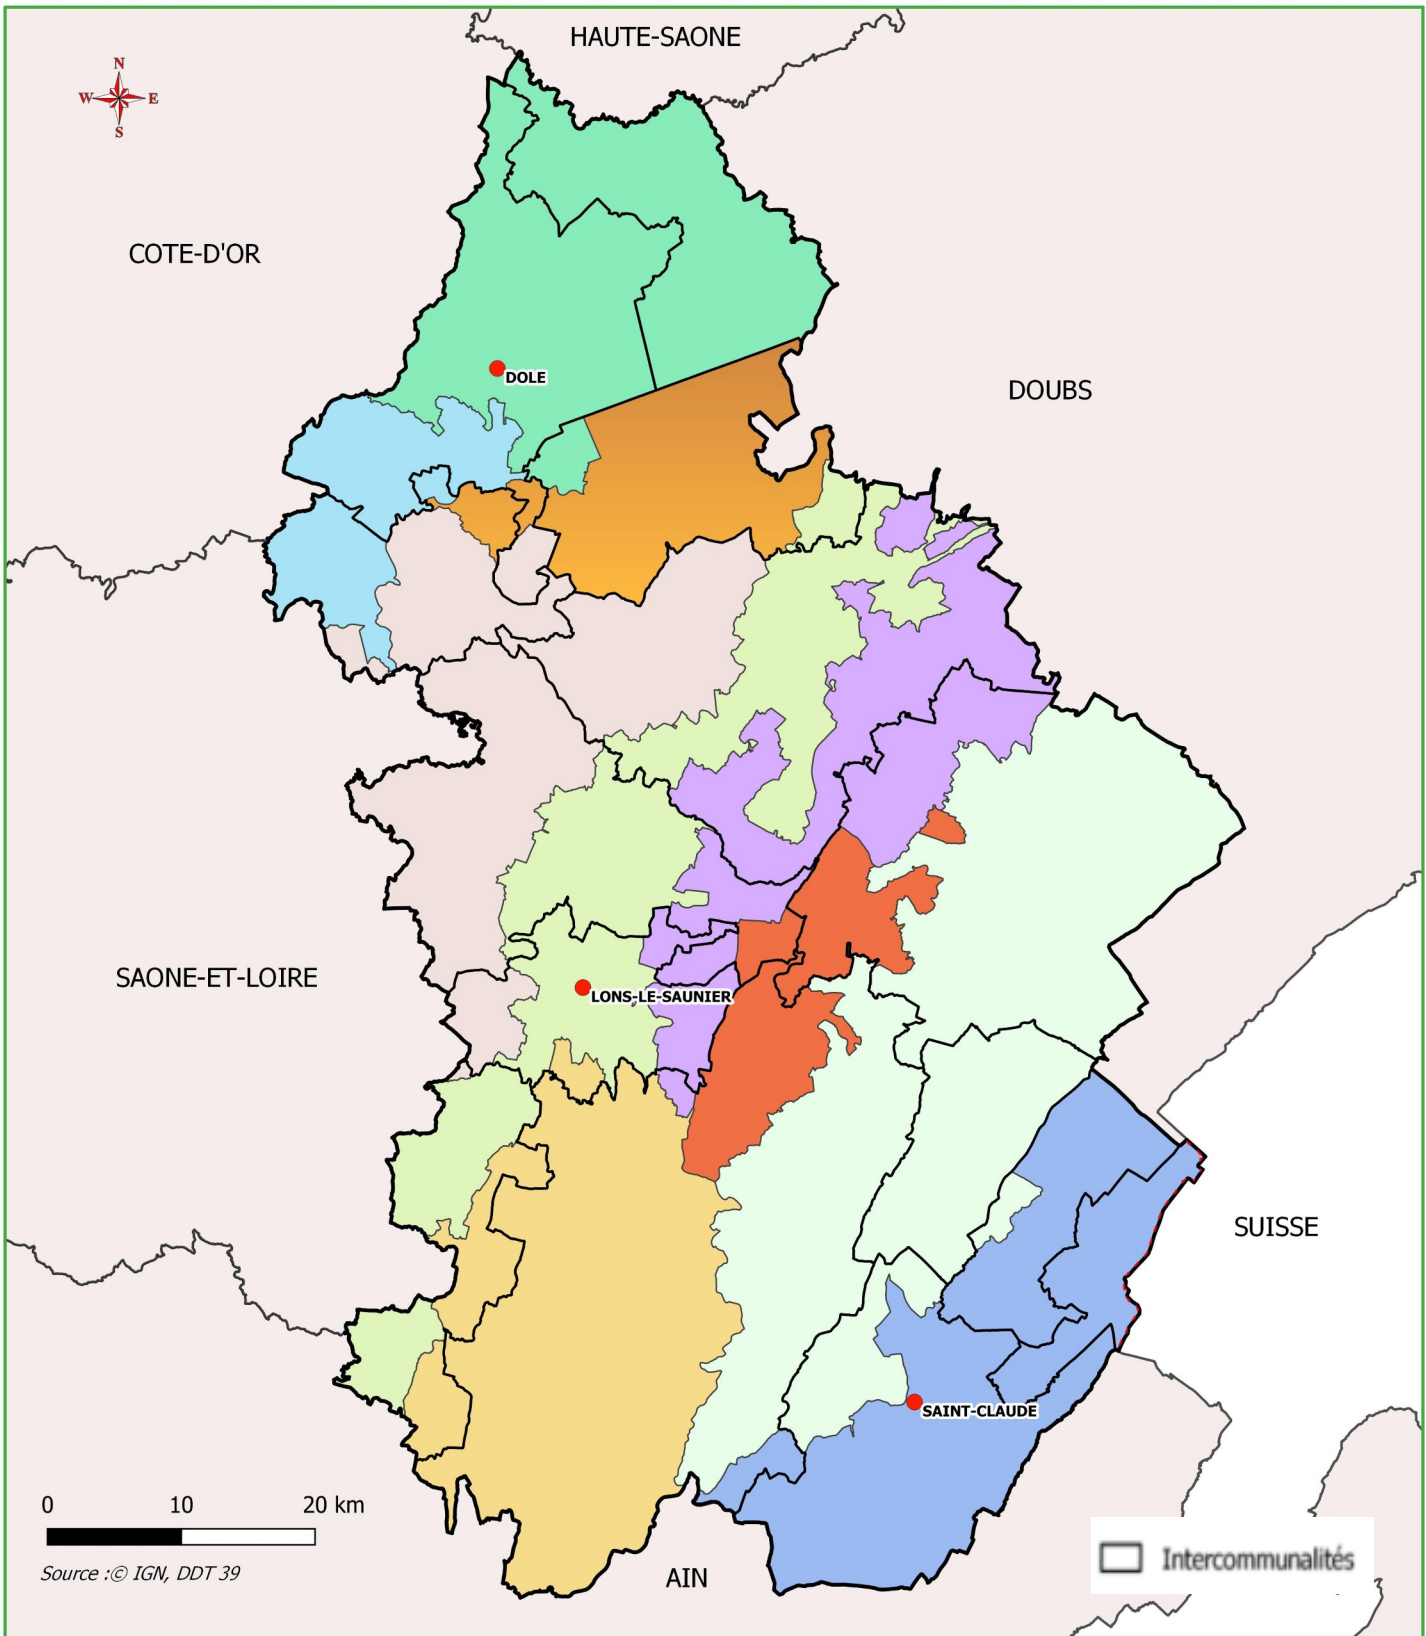 HAUTE-SAONE
N
W E
S
COTE-D'OR
DOLE
DOUBS
SAONE-ET-LOIRE
LONS-LE-SAUNIER
SUISSE
SAINT-CLAUDE
0 10 20 km
Source :© IGN, DDT 39
AIN
Intercommunalités